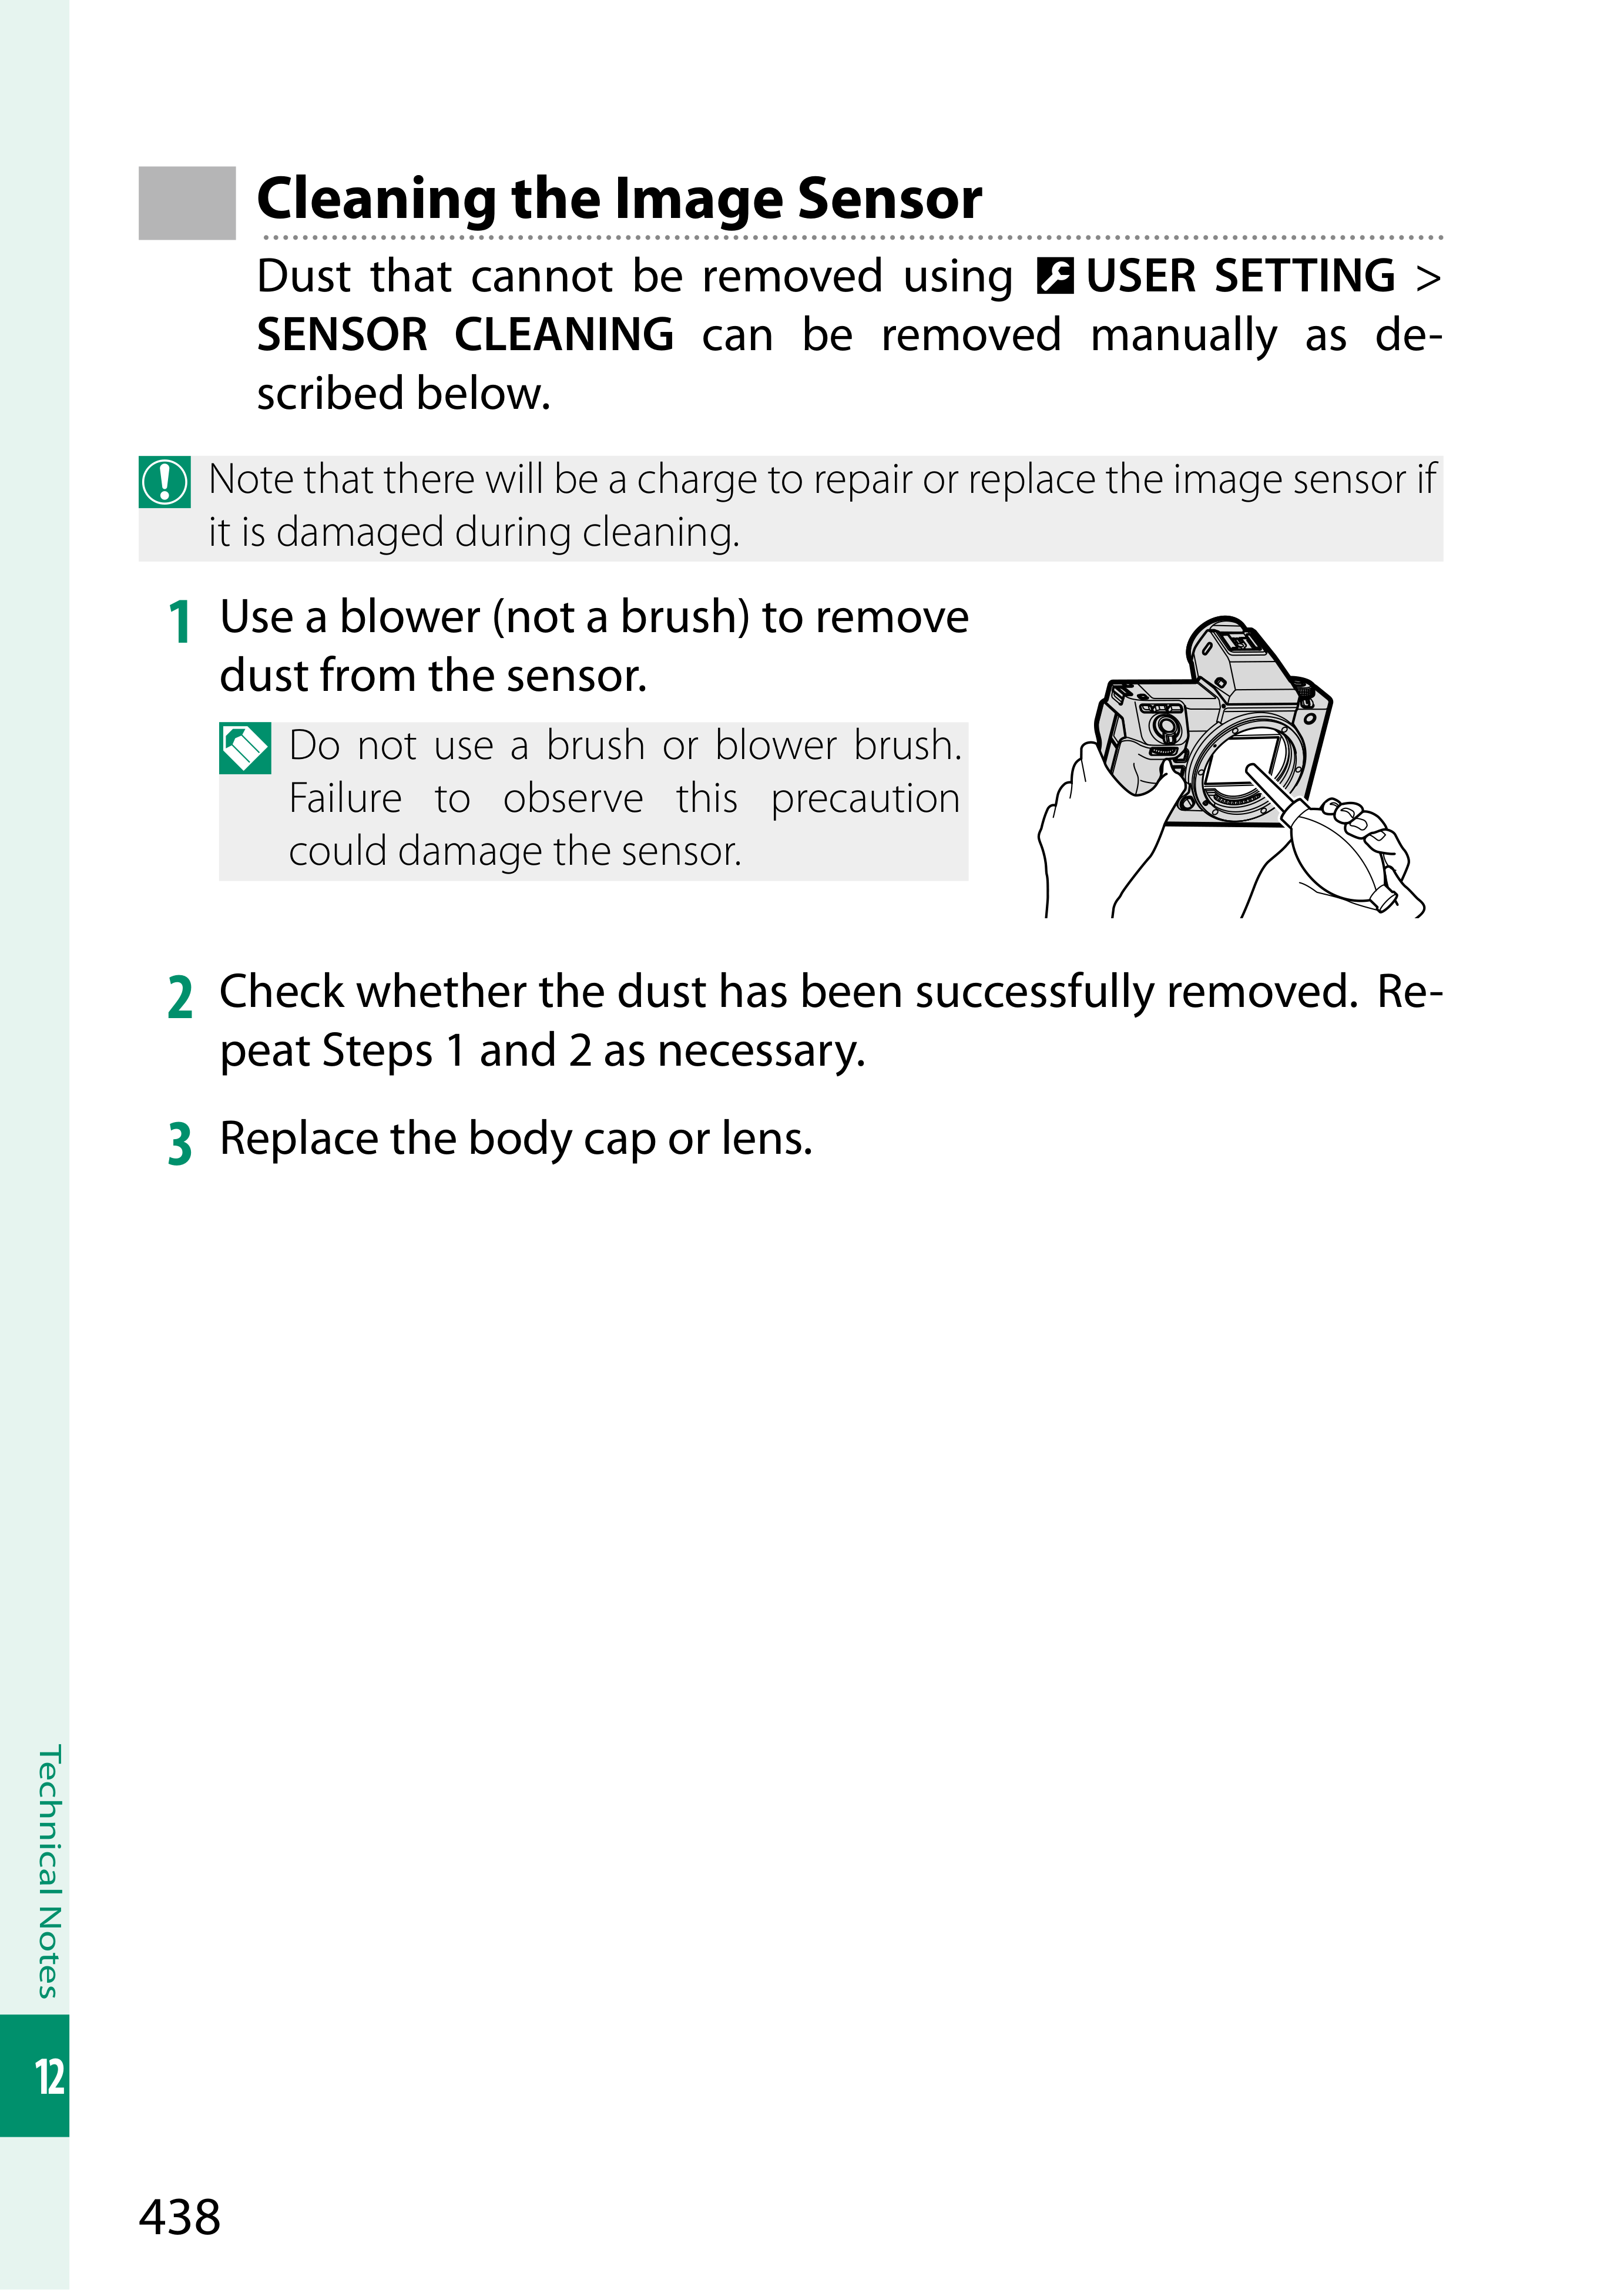 Cleaning the Image Sensor
Dust that cannot be removed using USER SETTING >
SENSOR CLEANING can be removed manually as de-
scribed below.
Note that there will be a charge to repair or replace the image sensor if
it is damaged during cleaning.
1 Use a blower (not a brush) to remove
dust from the sensor.
Do not use a brush or blower brush.
Failure to observe this precaution
could damage the sensor.
2 Check whether the dust has been successfully removed. Re-
peat Steps 1 and 2 as necessary.
3 Replace the body cap or lens.
Technical Notes
12
438